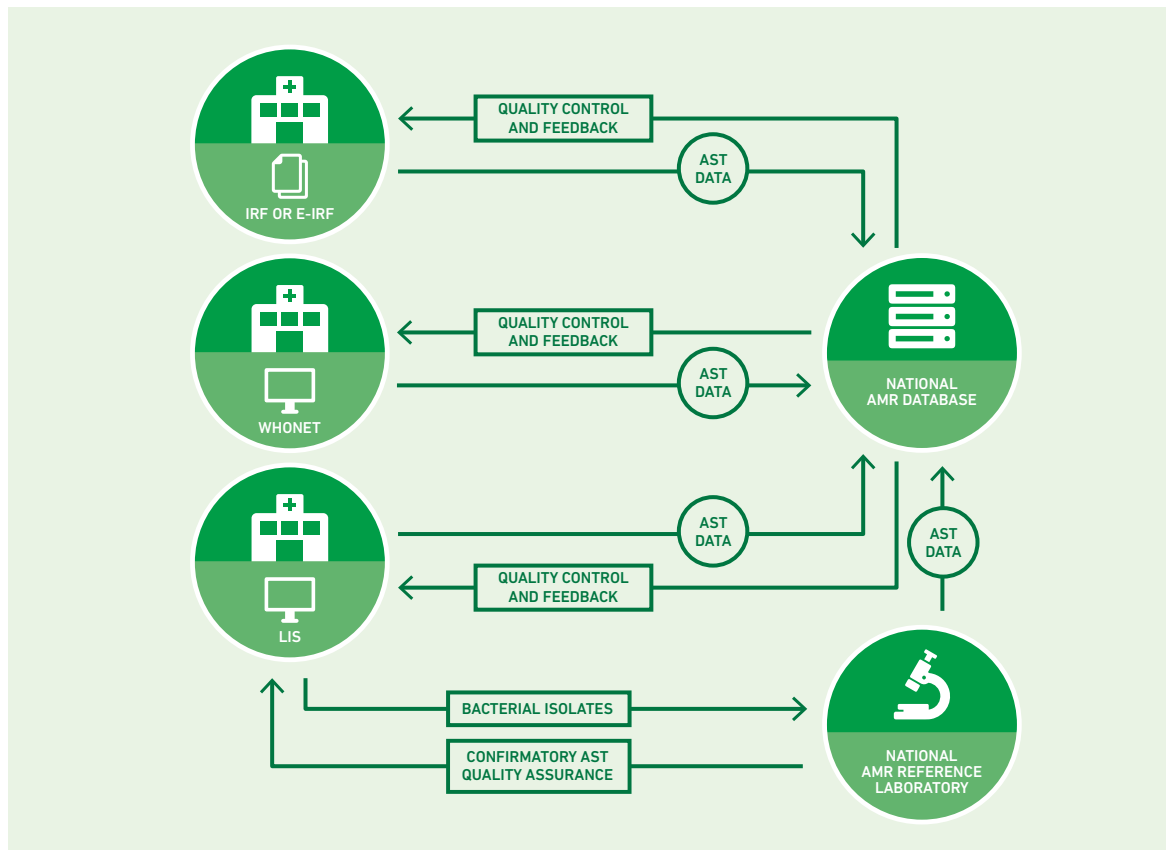 QUALITY CONTROL
AND FEEDBACK
AST
DATA
IRF OR E-IRF
QUALITY CONTROL
AND FEEDBACK
AST
DATA
WHONET
NATIONAL
AMR DATABASE
AST
DATA
QUALITY CONTROL
AND FEEDBACK
LIS
AST
DATA
BACTERIAL ISOLATES
CONFIRMATORY AST
QUALITY ASSURANCE
NATIONAL
AMR REFERENCE
LABORATORY